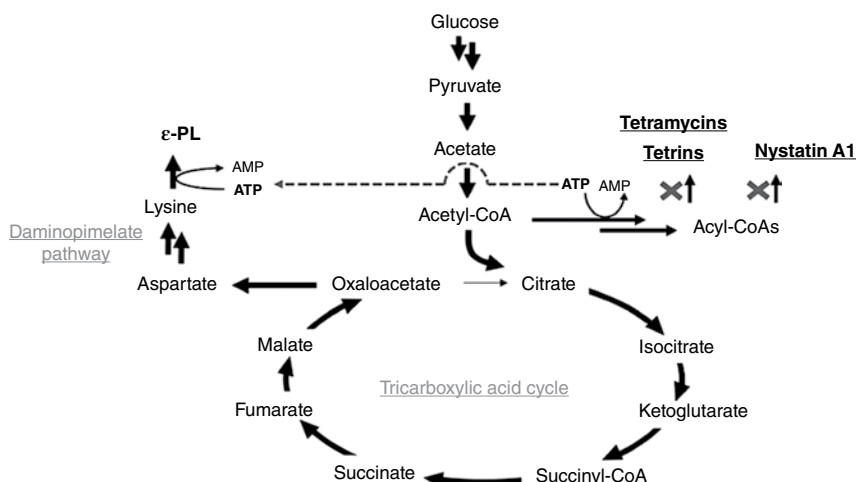 Glucose
Pyruvate
Tetramycins
ε-PL
Acetate
Tetrins
Nystatin A1
AMP
ATP
ATP
AMP
Lysine
Acetyl-CoA
Acyl-CoAs
Daminopimelate
pathway
Aspartate
Oxaloacetate
Citrate
Malate
Isocitrate
Tricarboxylic acid cycle
Fumarate
Ketoglutarate
Succinate
Succinyl-CoA